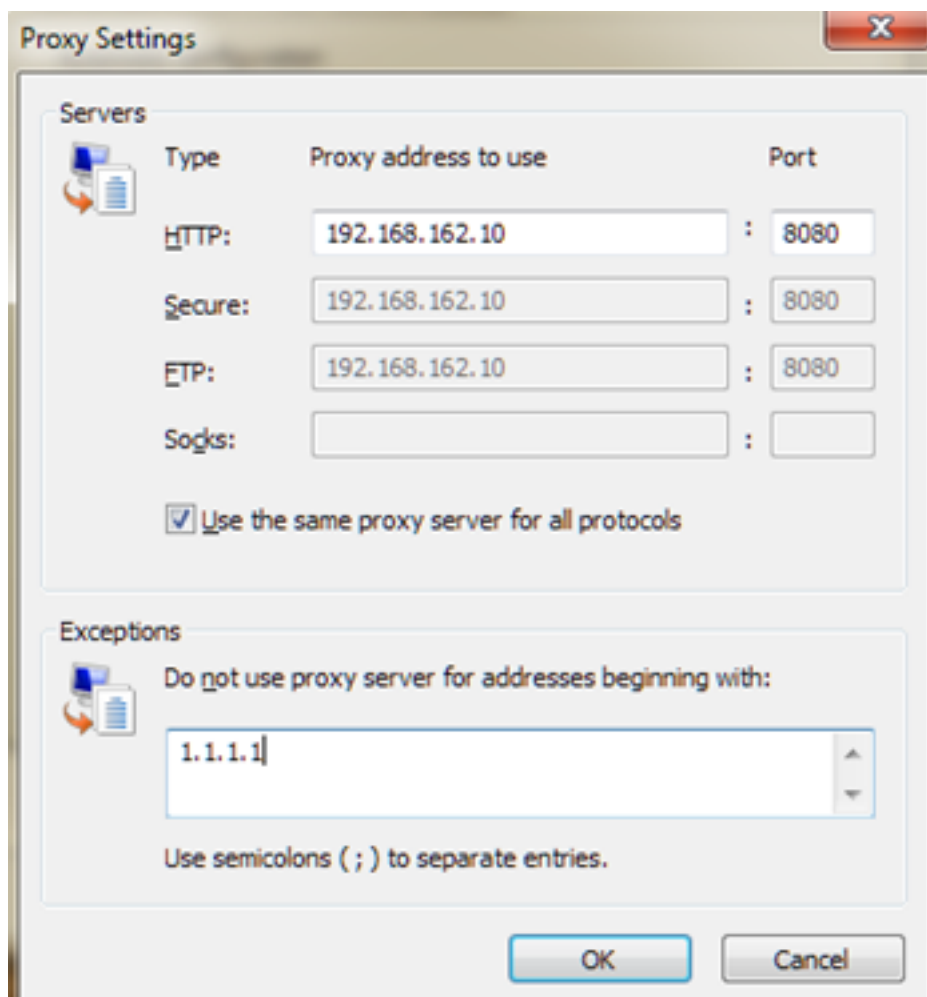 Proxy Settings
Servers
Type Proxy address to use Port
HTTP: 192.168.162.10 : 8080
Secure: 192.168.162.10 : 8080
FTP: 192.168.162.10 : 8080
Socks: :
Use the same proxy server for all protocols
Exceptions
Do not use proxy server for addresses beginning with:
1.1.1.1
Use semicolons ( ; ) to separate entries.
OK Cancel